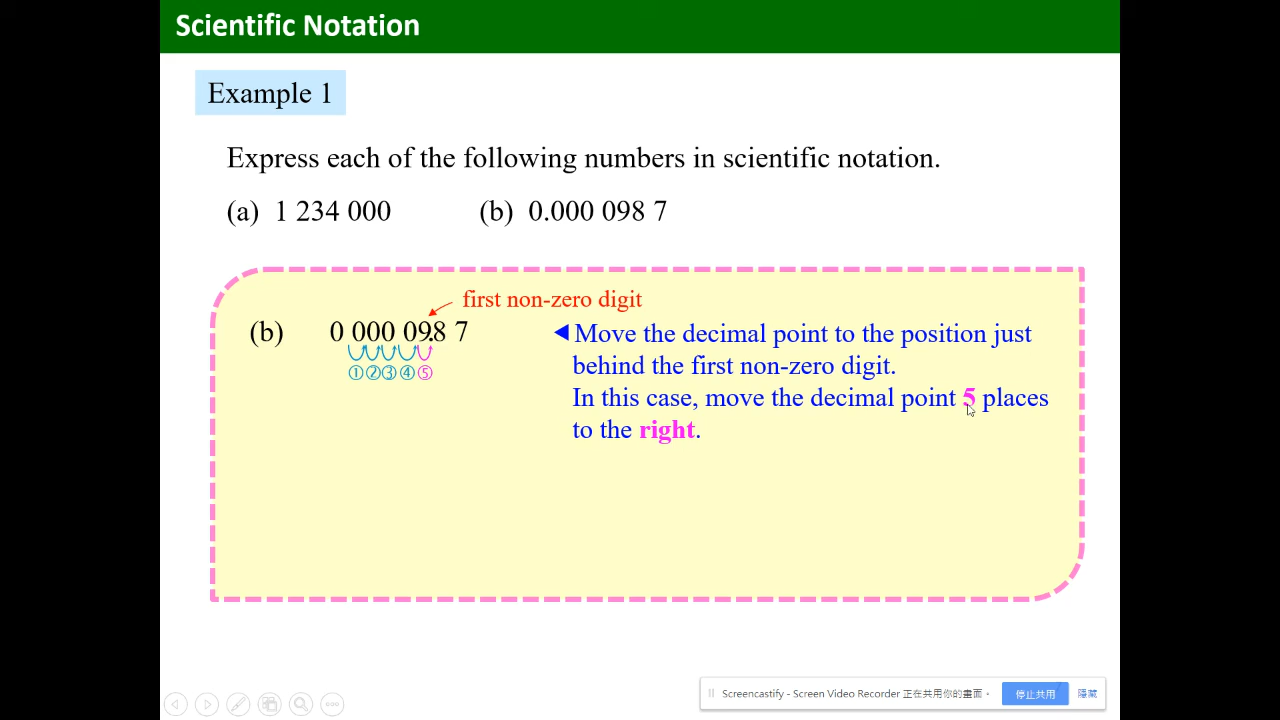 Scientific Notation
Example 1
Express each of the following numbers in scientific notation.
(a) 1 234 000 (b) 0.000 098 7
first non-zero digit
(b) 0 000 09.8 7
①②③④⑤
◄ Move the decimal point to the position just
behind the first non-zero digit.
In this case, move the decimal point 5 places
to the right.
Screencastify - Screen Video Recorder 正在共用你的畫面。 停止共用 隱藏